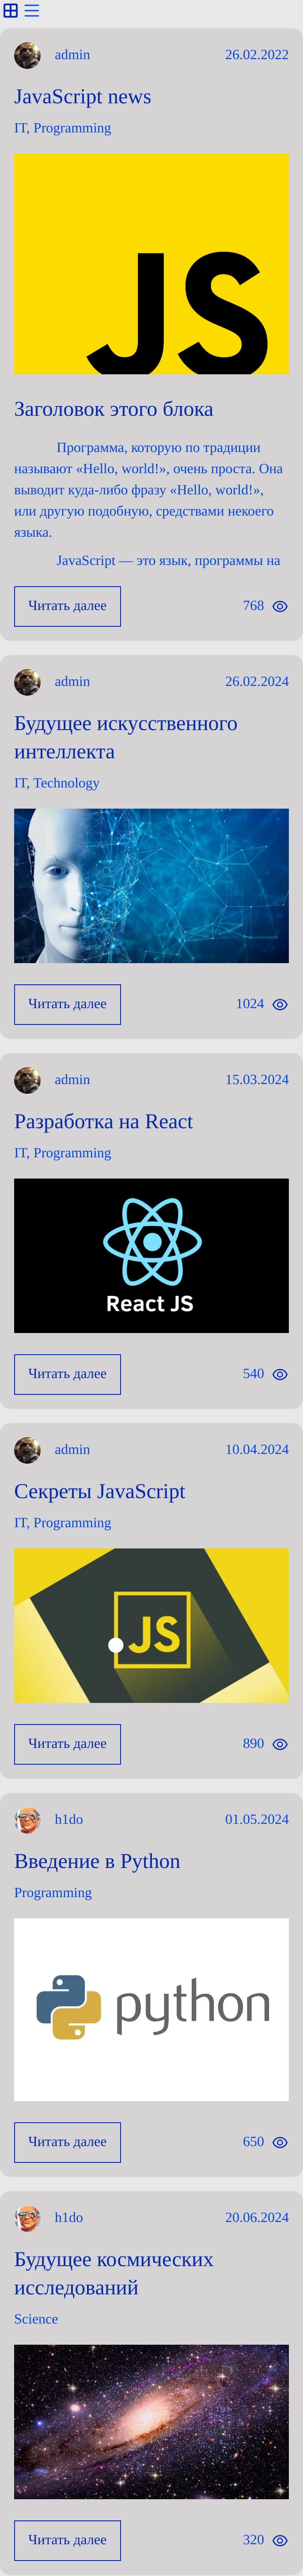 admin 26.02.2022
JavaScript news
IT, Programming
JS
Заголовок этого блока
Программа, которую по традиции
называют «Hello, world!», очень проста. Она
выводит куда-либо фразу «Hello, world!»,
или другую подобную, средствами некоего
языка.
JavaScript — это язык, программы на
Читать далее 768
admin 26.02.2024
Будущее искусственного
интеллекта
IT, Technology
Читать далее 1024
admin 15.03.2024
Разработка на React
IT, Programming
React JS
Читать далее 540
admin 10.04.2024
Секреты JavaScript
IT, Programming
JS
Читать далее 890
h1do 01.05.2024
Введение в Python
Programming
python
Читать далее 650
h1do 20.06.2024
Будущее космических
исследований
Science
Читать далее 320